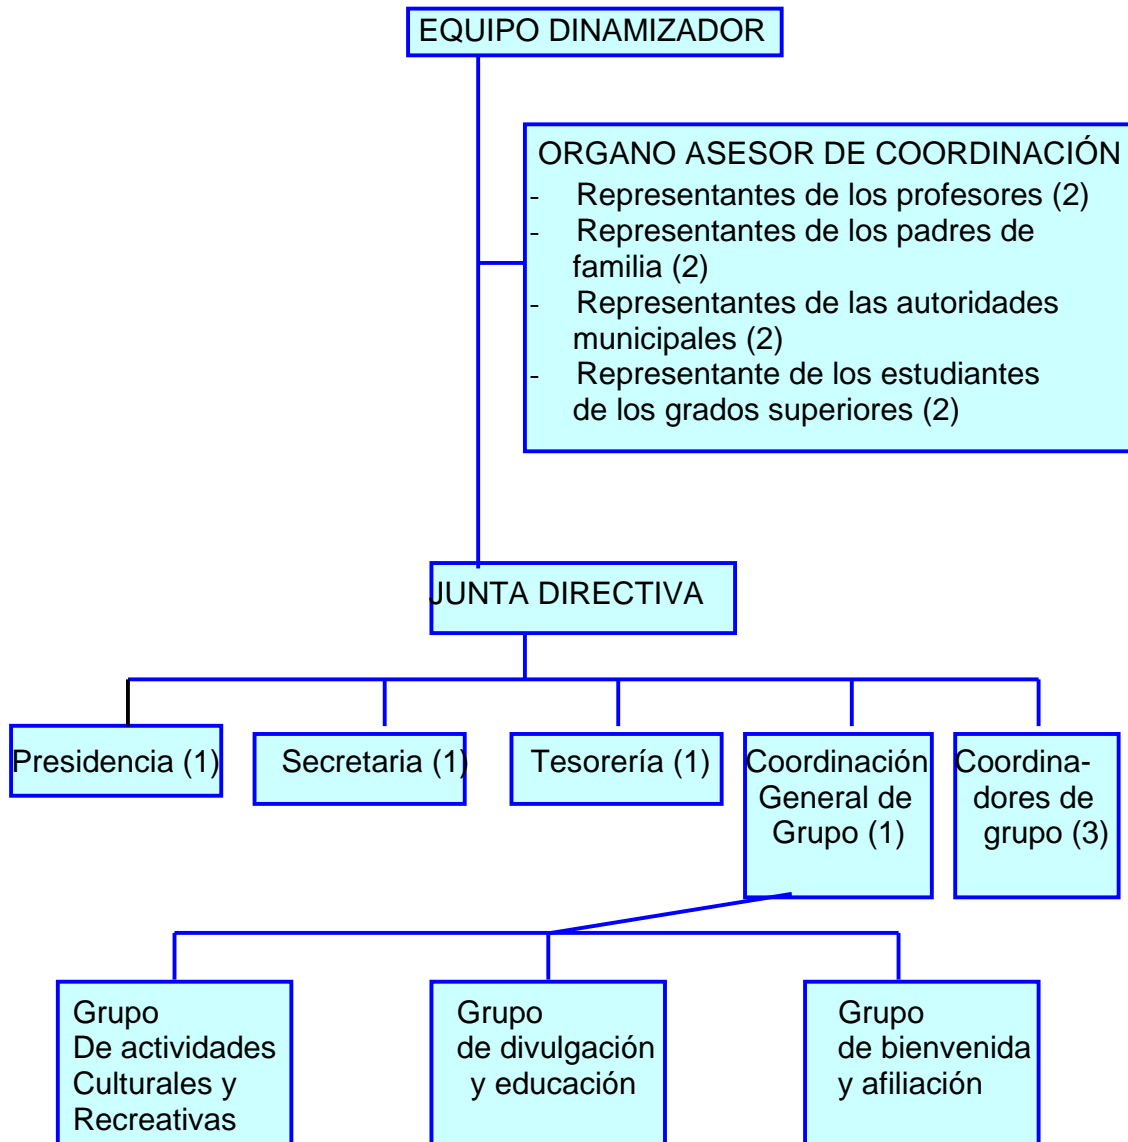 EQUIPO DINAMIZADOR
ORGANO ASESOR DE COORDINACIÓN
- Representantes de los profesores (2)
- Representantes de los padres de
familia (2)
- Representantes de las autoridades
municipales (2)
- Representante de los estudiantes
de los grados superiores (2)
JUNTA DIRECTIVA
Presidencia (1)
Secretaria (1)
Tesorería (1)
Coordinación
General de
Grupo (1)
Coordina-
dores de
grupo (3)
Grupo
De actividades
Culturales y
Recreativas
Grupo
de divulgación
y educación
Grupo
de bienvenida
y afiliación